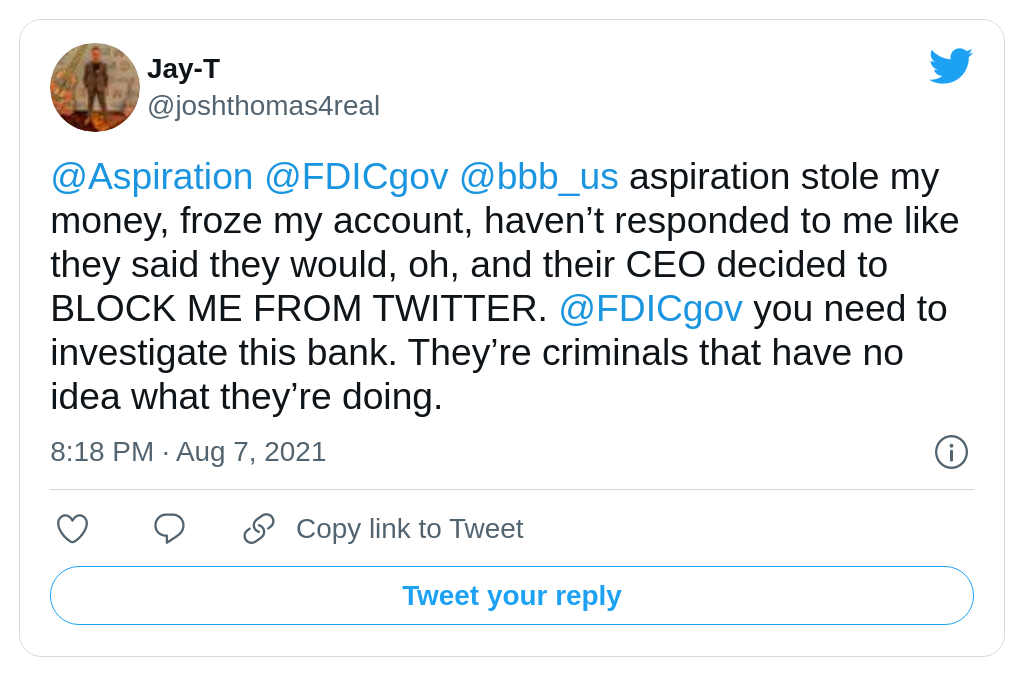 Jay-T
@joshthomas4real
@Aspiration @FDICgov @bbb_us aspiration stole my
money, froze my account, haven’t responded to me like
they said they would, oh, and their CEO decided to
BLOCK ME FROM TWITTER. @FDICgov you need to
investigate this bank. They’re criminals that have no
idea what they’re doing.
8:18 PM · Aug 7, 2021
Copy link to Tweet
Tweet your reply